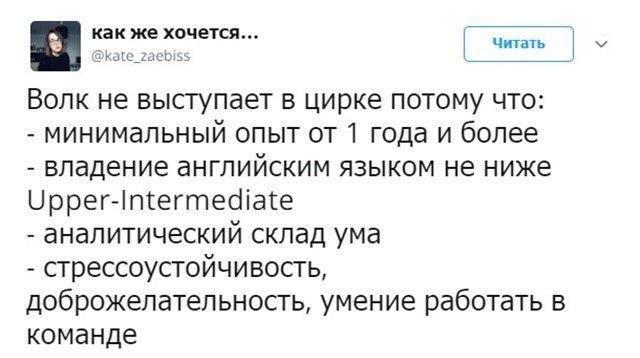 как же хочется...
@kate_zaebiss
Читать
Волк не выступает в цирке потому что:
- минимальный опыт от 1 года и более
- владение английским языком не ниже
Upper-Intermediate
- аналитический склад ума
- стрессоустойчивость,
доброжелательность, умение работать в
команде